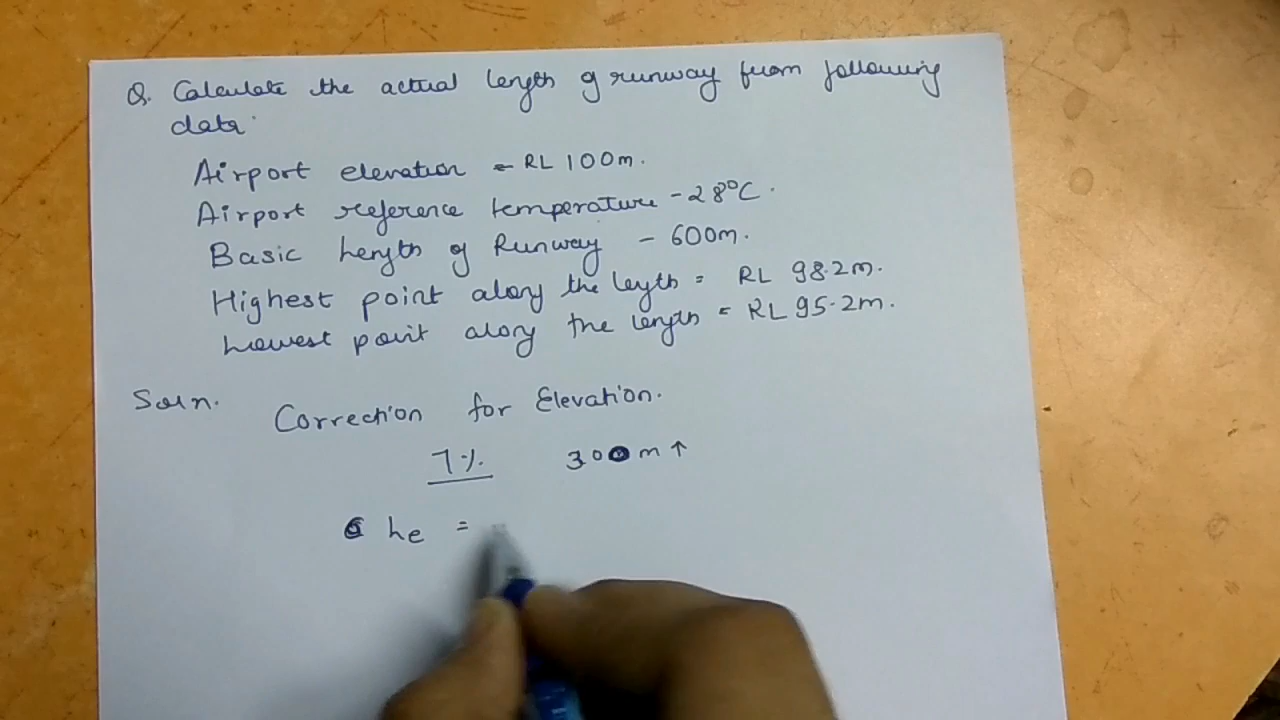 Q. Calculate the actual length of runway from following
data.
Airport elevation = RL 100m.
Airport reference temperature - 28°C.
Basic Length of Runway - 600m.
Highest point along the length = RL 98.2m.
Lowest point along the length = RL 95.2m.
Soln. Correction for Elevation.
7% 300m ↑
Le =